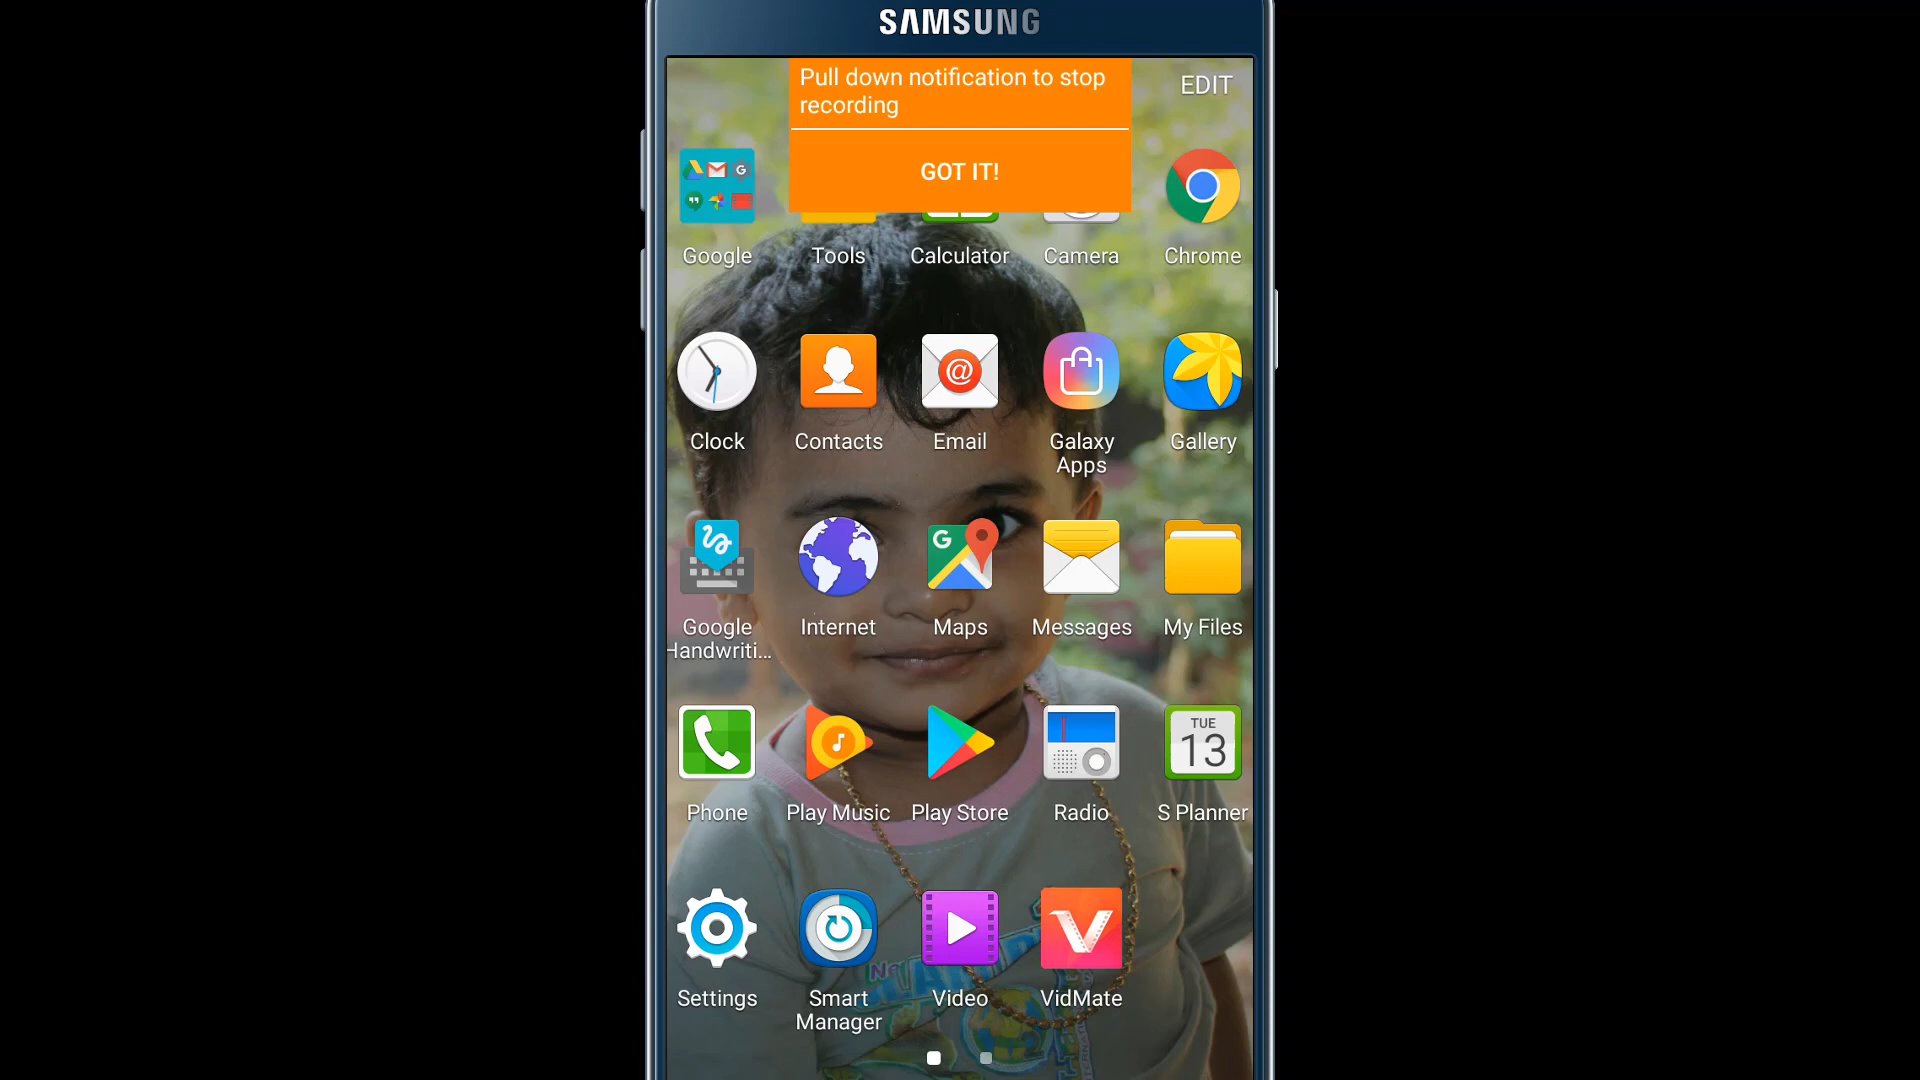 SAMSUNG
Pull down notification to stop
recording
EDIT
GOT IT!
Google
Tools
Calculator
Camera
Chrome
Clock
Contacts
Email
Galaxy
Apps
Gallery
Google
Handwriti...
Internet
Maps
Messages
My Files
TUE
13
Phone
Play Music
Play Store
Radio
S Planner
Settings
Smart
Manager
Video
VidMate